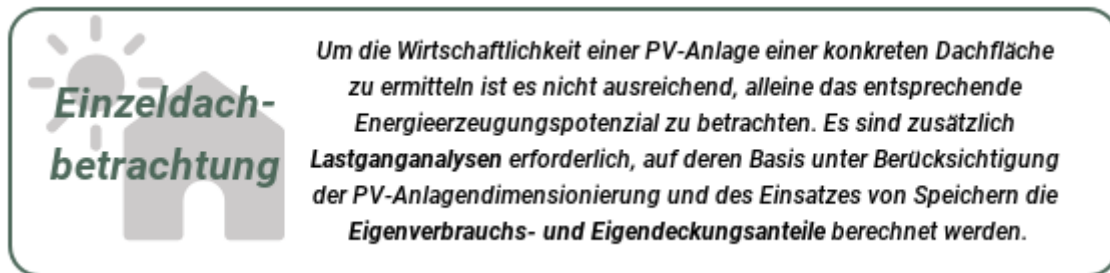 Einzeldach-
betrachtung
Um die Wirtschaftlichkeit einer PV-Anlage einer konkreten Dachfläche
zu ermitteln ist es nicht ausreichend, alleine das entsprechende
Energieerzeugungspotenzial zu betrachten. Es sind zusätzlich
Lastganganalysen erforderlich, auf deren Basis unter Berücksichtigung
der PV-Anlagendimensionierung und des Einsatzes von Speichern die
Eigenverbrauchs- und Eigendeckungsanteile berechnet werden.